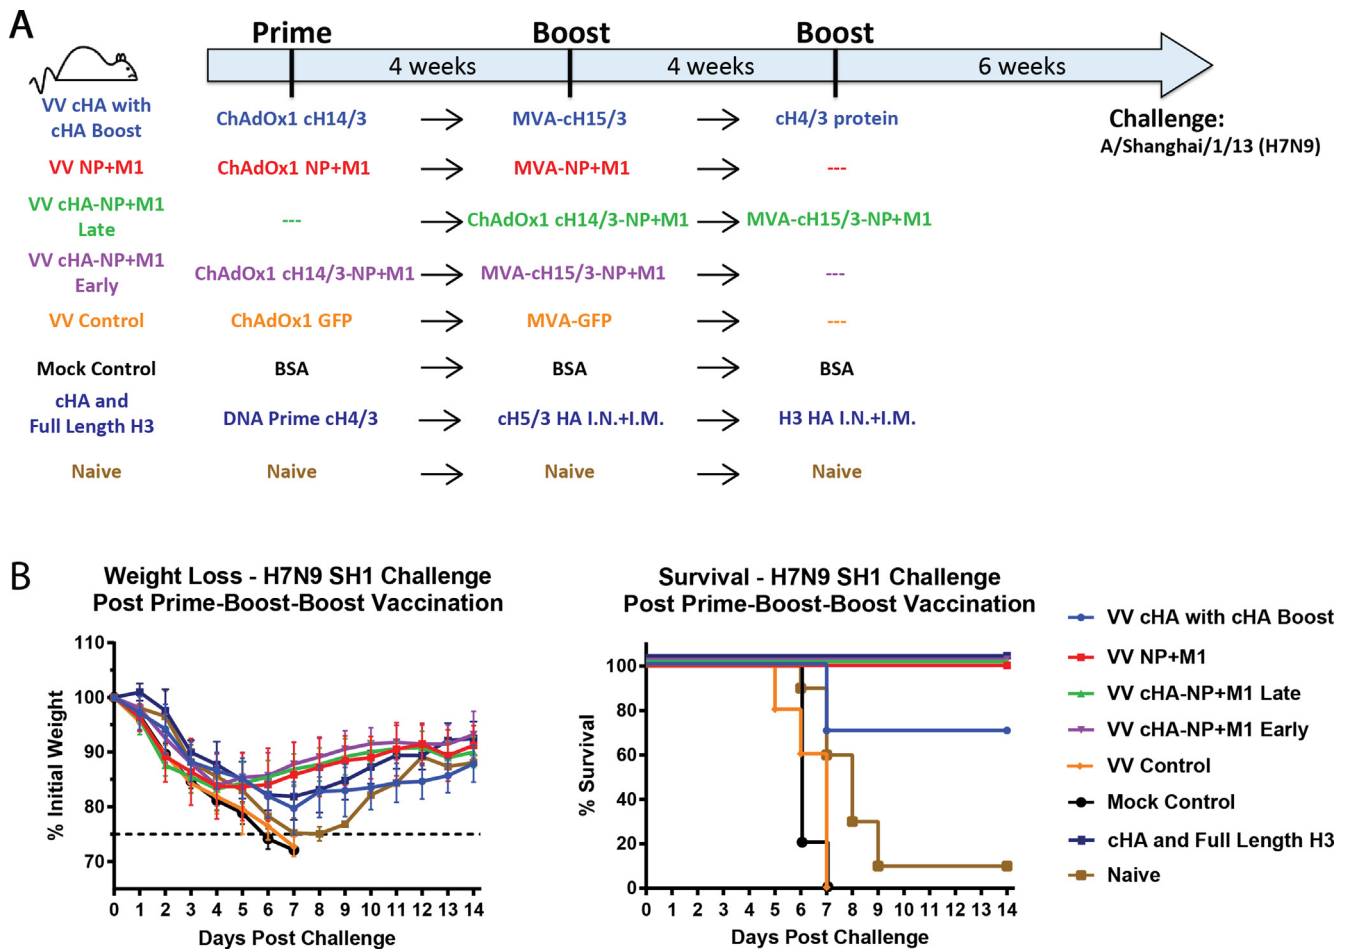 A
Prime Boost Boost
4 weeks 4 weeks 6 weeks
VV cHA with
cHA Boost
ChAdOx1 cH14/3 MVA-cH15/3 cH4/3 protein
Challenge:
A/Shanghai/1/13 (H7N9)
VV NP+M1 ChAdOx1 NP+M1 MVA-NP+M1 ---
VV cHA-NP+M1
Late
--- ChAdOx1 cH14/3-NP+M1 MVA-cH15/3-NP+M1
VV cHA-NP+M1
Early
ChAdOx1 cH14/3-NP+M1 MVA-cH15/3-NP+M1 ---
VV Control ChAdOx1 GFP MVA-GFP ---
Mock Control BSA BSA BSA
cHA and
Full Length H3
DNA Prime cH4/3 cH5/3 HA I.N.+I.M. H3 HA I.N.+I.M.
Naive Naive Naive Naive
B
Weight Loss - H7N9 SH1 Challenge
Post Prime-Boost-Boost Vaccination
% Initial Weight
110
100
90
80
70
0 1 2 3 4 5 6 7 8 9 10 11 12 13 14
Days Post Challenge
Survival - H7N9 SH1 Challenge
Post Prime-Boost-Boost Vaccination
% Survival
100
80
60
40
20
0
0 1 2 3 4 5 6 7 8 9 10 11 12 13 14
Days Post Challenge
VV cHA with cHA Boost
VV NP+M1
VV cHA-NP+M1 Late
VV cHA-NP+M1 Early
VV Control
Mock Control
cHA and Full Length H3
Naive